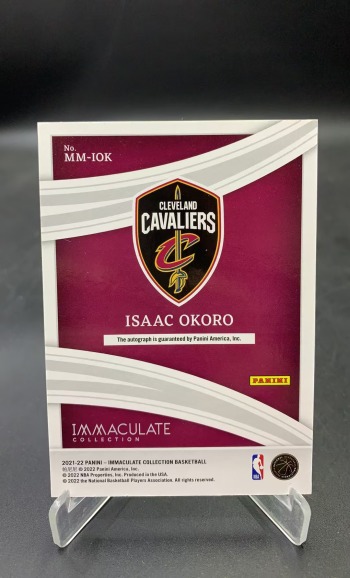 No.
MM-IOK
CLEVELAND
CAVALIERS
C
ISAAC OKORO
The autograph is guaranteed by Panini America, Inc.
PANINI
IMMACULATE
COLLECTION
2021-22 PANINI – IMMACULATE COLLECTION BASKETBALL
© 2022 Panini America, Inc.
© 2022 NBA Properties, Inc. Produced in the USA.
© 2022 the National Basketball Players Association. All rights reserved.
NBA